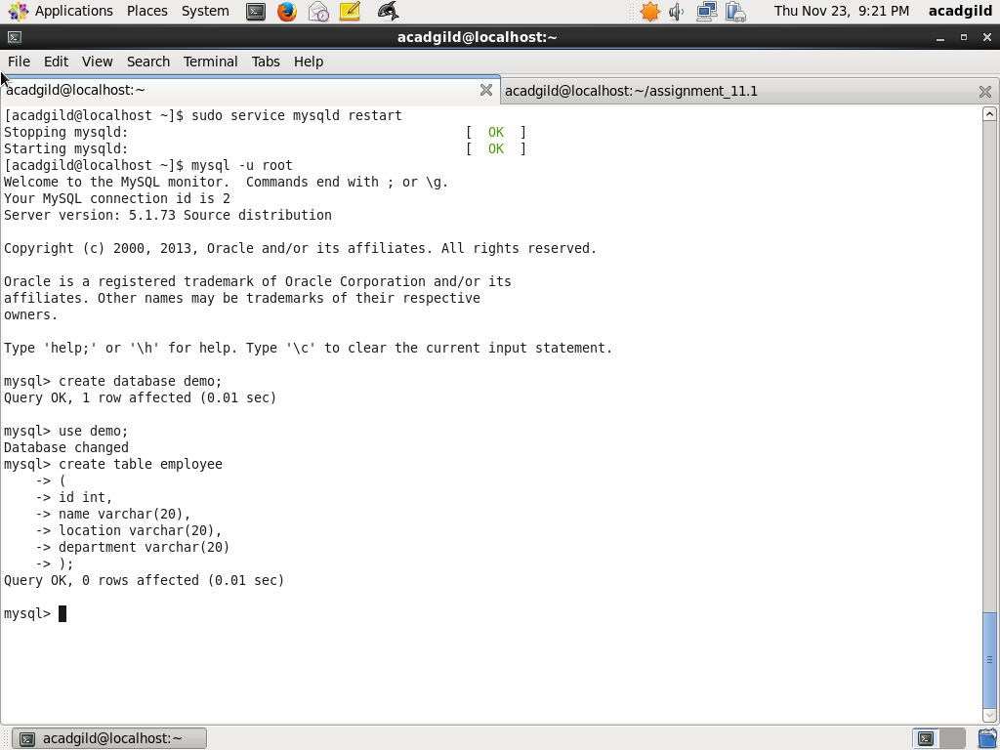 Applications Places System Thu Nov 23, 9:21 PM acadgild
acadgild@localhost:~
File Edit View Search Terminal Tabs Help
acadgild@localhost:~ acadgild@localhost:~/assignment_11.1
[acadgild@localhost ~]$ sudo service mysqld restart
Stopping mysqld: [ OK ]
Starting mysqld: [ OK ]
[acadgild@localhost ~]$ mysql -u root
Welcome to the MySQL monitor.  Commands end with ; or \g.
Your MySQL connection id is 2
Server version: 5.1.73 Source distribution
Copyright (c) 2000, 2013, Oracle and/or its affiliates. All rights reserved.
Oracle is a registered trademark of Oracle Corporation and/or its
affiliates. Other names may be trademarks of their respective
owners.
Type 'help;' or '\h' for help. Type '\c' to clear the current input statement.
mysql> create database demo;
Query OK, 1 row affected (0.01 sec)
mysql> use demo;
Database changed
mysql> create table employee
-> (
-> id int,
-> name varchar(20),
-> location varchar(20),
-> department varchar(20)
-> );
Query OK, 0 rows affected (0.01 sec)
mysql>
acadgild@localhost:~